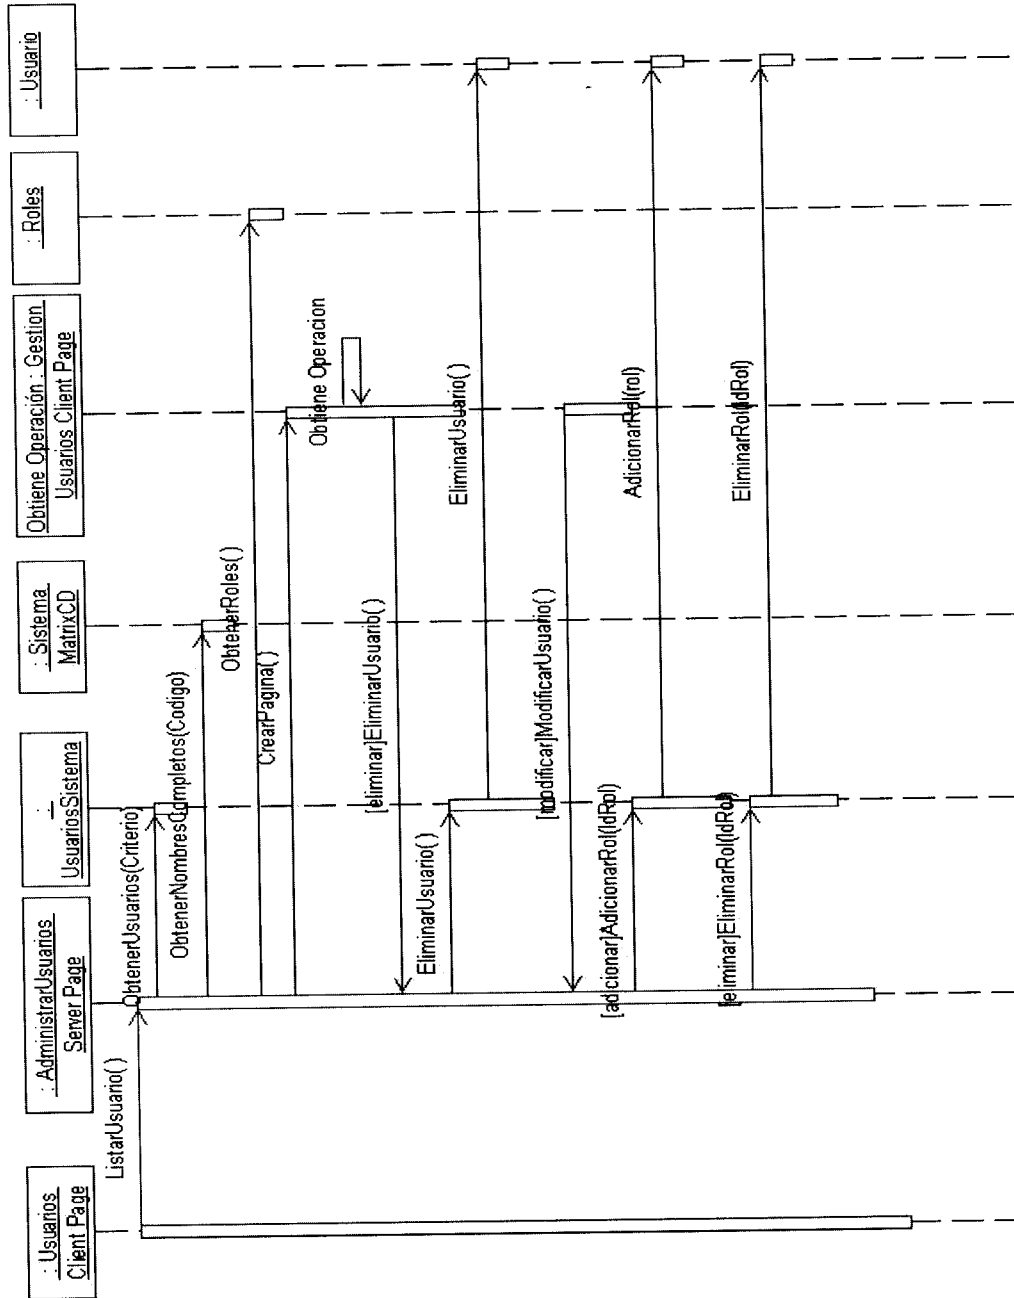 : Usuarios
Client Page
: AdministrarUsuarios
Server Page
:
UsuariosSistema
: Sistema
MatrixCD
Obtiene Operación : Gestion
Usuarios Client Page
: Roles
: Usuario
ListarUsuario( )
ObtenerUsuarios(Criterio)
ObtenerNombresCompletos(Codigo)
ObtenerRoles( )
CrearPagina( )
Obtiene Operacion
[eliminar]EliminarUsuario( )
EliminarUsuario( )
EliminarUsuario( )
[modificar]ModificarUsuario( )
[adicionar]AdicionarRol(IdRol)
AdicionarRol(rol)
[eliminar]EliminarRol(IdRol)
EliminarRol(IdRol)